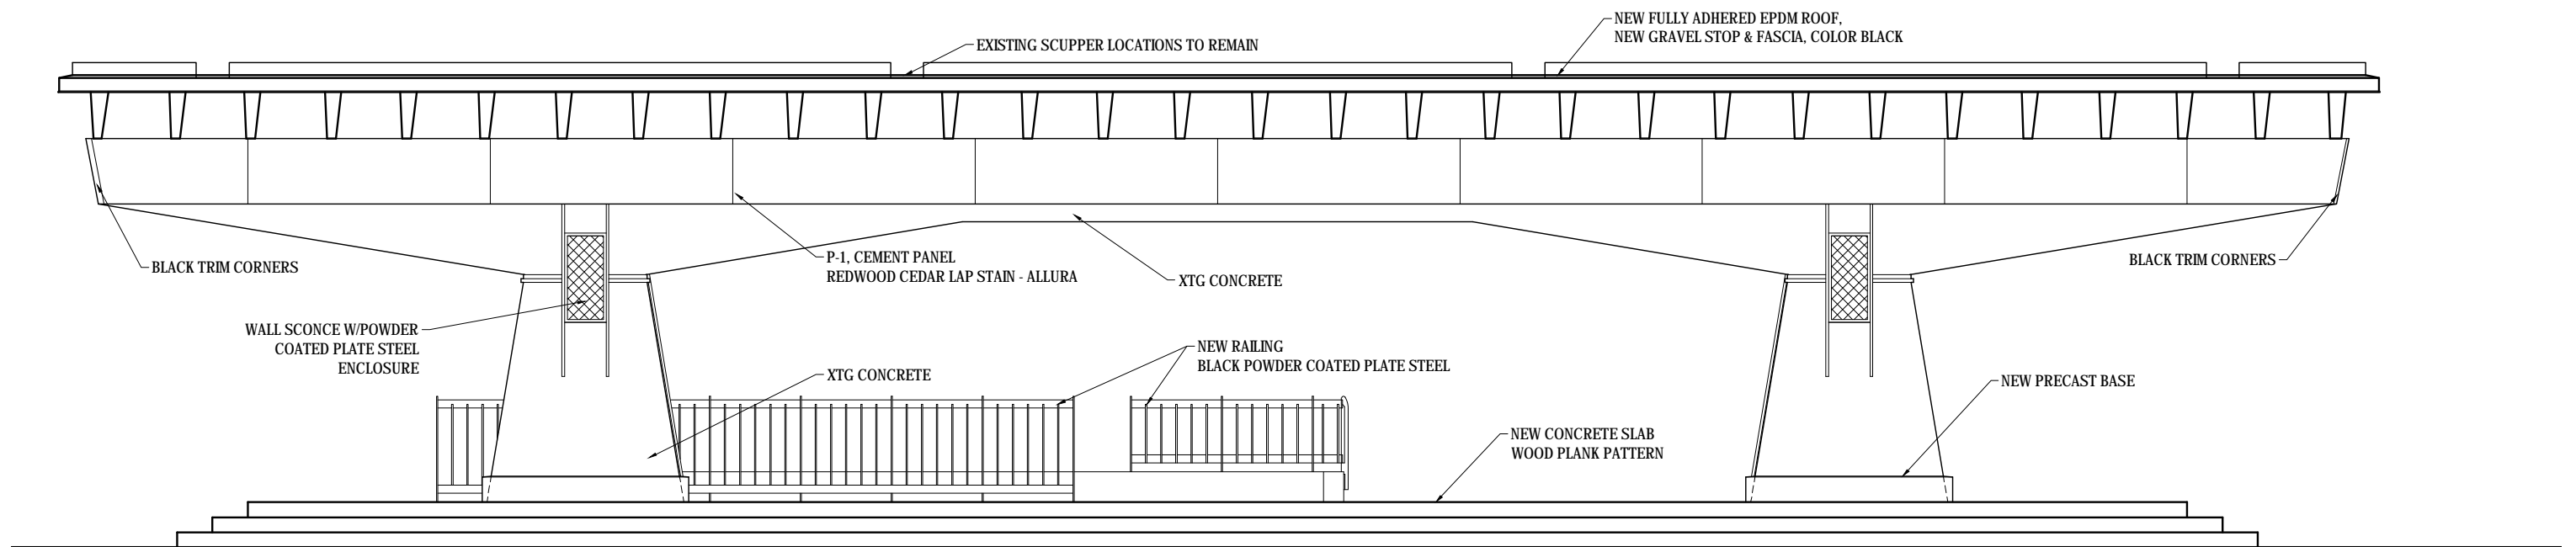 NEW FULLY ADHERED EPDM ROOF,
NEW GRAVEL STOP & FASCIA, COLOR BLACK
EXISTING SCUPPER LOCATIONS TO REMAIN
BLACK TRIM CORNERS
P-1, CEMENT PANEL
REDWOOD CEDAR LAP STAIN - ALLURA
XTG CONCRETE
BLACK TRIM CORNERS
WALL SCONCE W/POWDER
COATED PLATE STEEL
ENCLOSURE
XTG CONCRETE
NEW RAILING
BLACK POWDER COATED PLATE STEEL
NEW PRECAST BASE
NEW CONCRETE SLAB
WOOD PLANK PATTERN